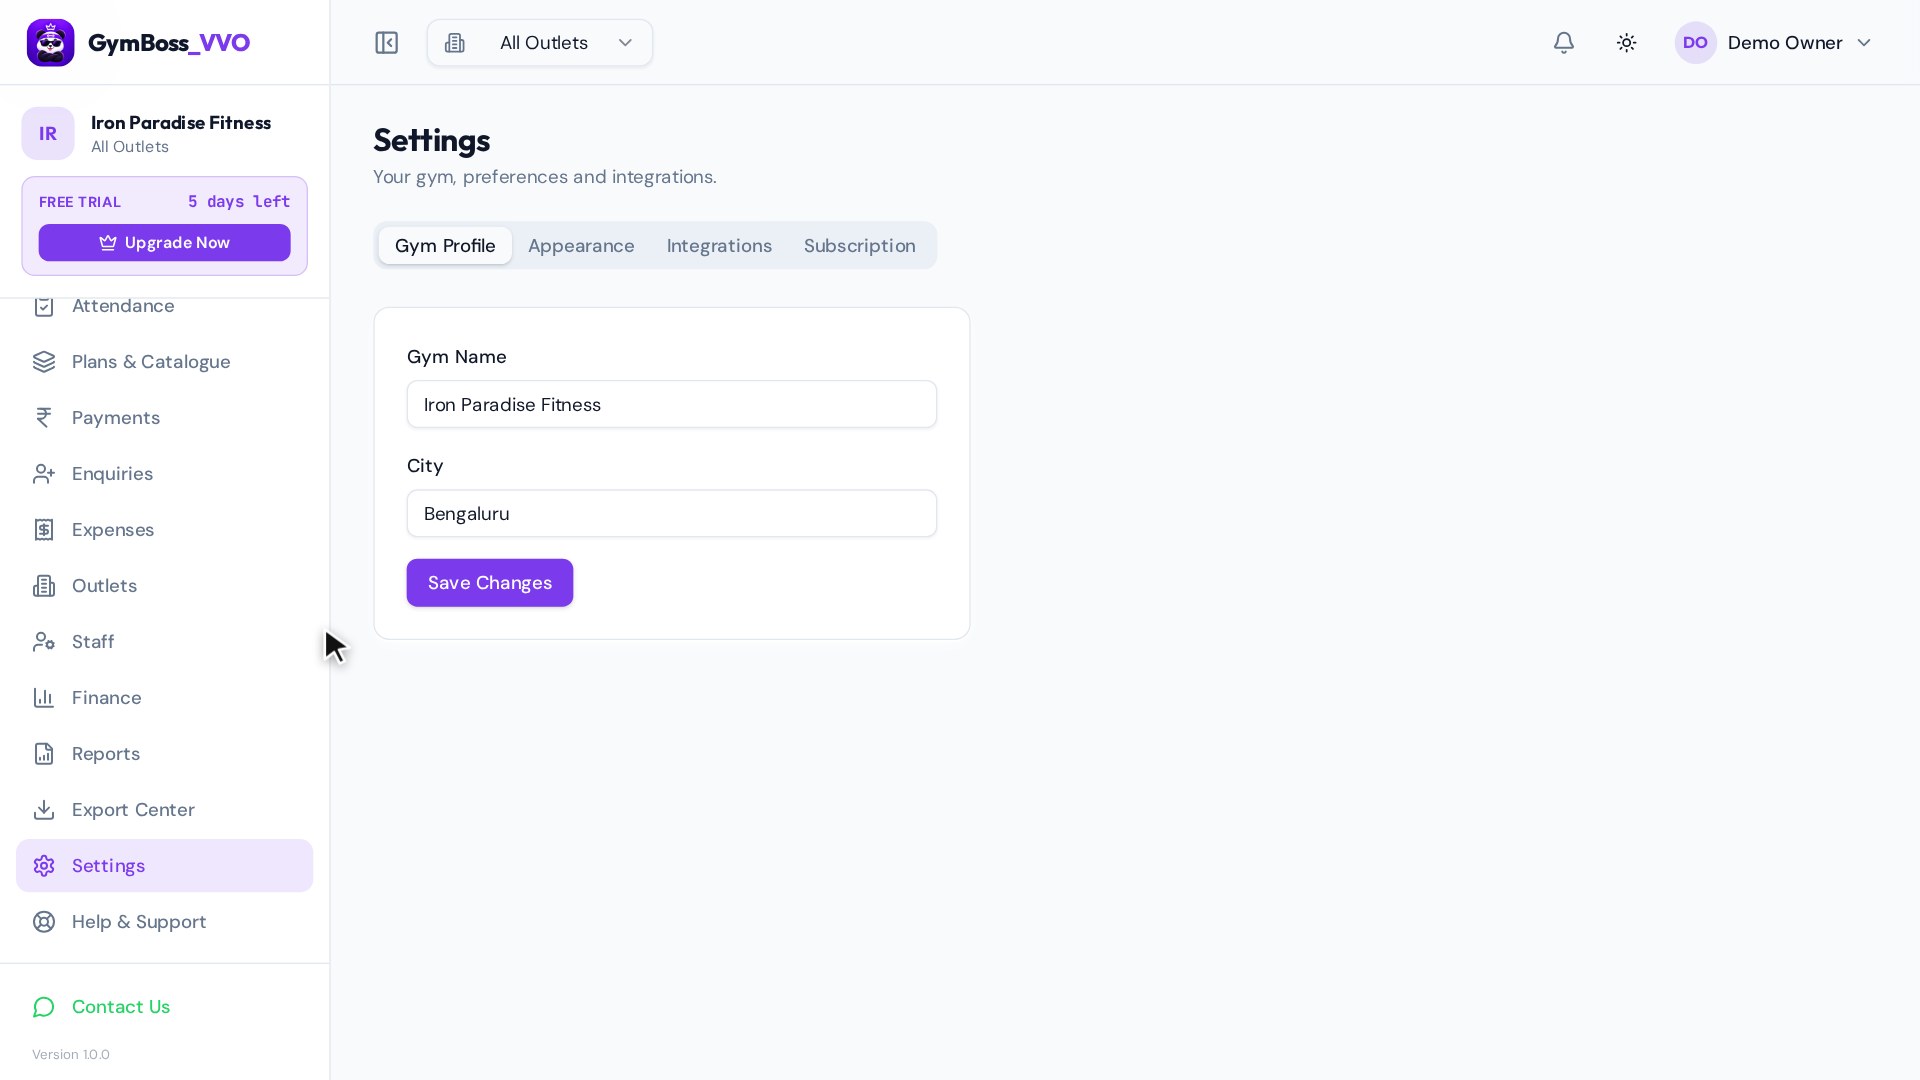 GymBoss_VVO
All Outlets
DO
Demo Owner
IR
Iron Paradise Fitness
All Outlets
FREE TRIAL
5 days left
Upgrade Now
Attendance
Plans & Catalogue
Payments
Enquiries
Expenses
Outlets
Staff
Finance
Reports
Export Center
Settings
Help & Support
Contact Us
Version 1.0.0
Settings
Your gym, preferences and integrations.
Gym Profile
Appearance
Integrations
Subscription
Gym Name
Iron Paradise Fitness
City
Bengaluru
Save Changes